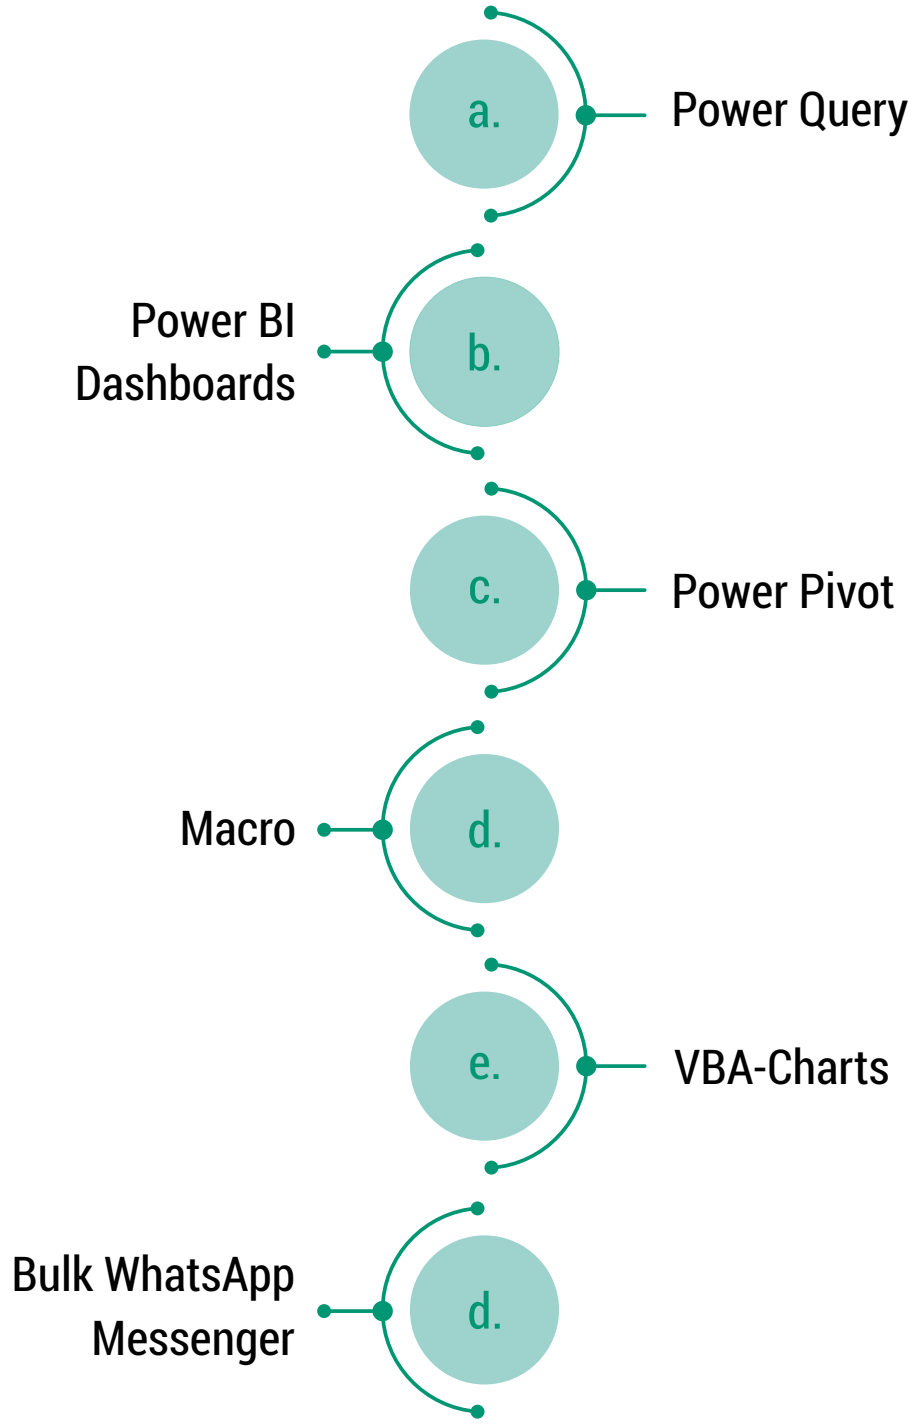 a.
Power Query
Power BI
Dashboards
b.
c.
Power Pivot
Macro
d.
e.
VBA-Charts
Bulk WhatsApp
Messenger
d.